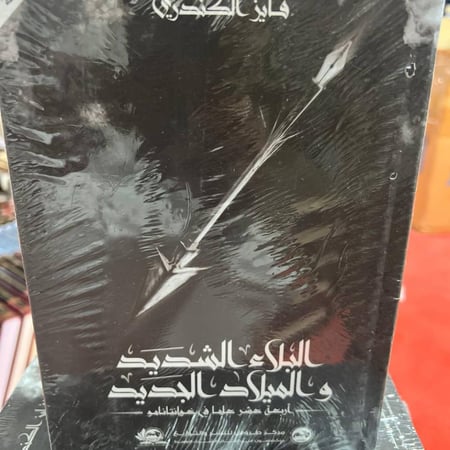 فايز الكندري
البلاء الشديد
والميلاد الجديد
أربعة عشر عاما في غوانتانامو